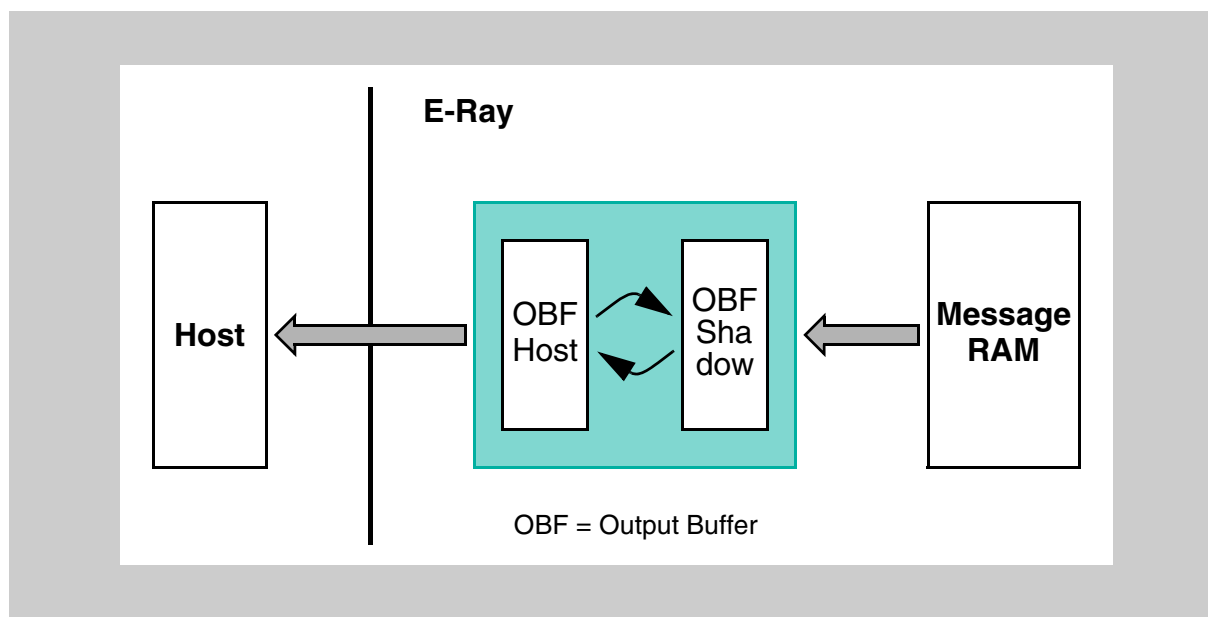 E-Ray
Host
OBF
Host
OBF
Sha
dow
Message
RAM
OBF = Output Buffer